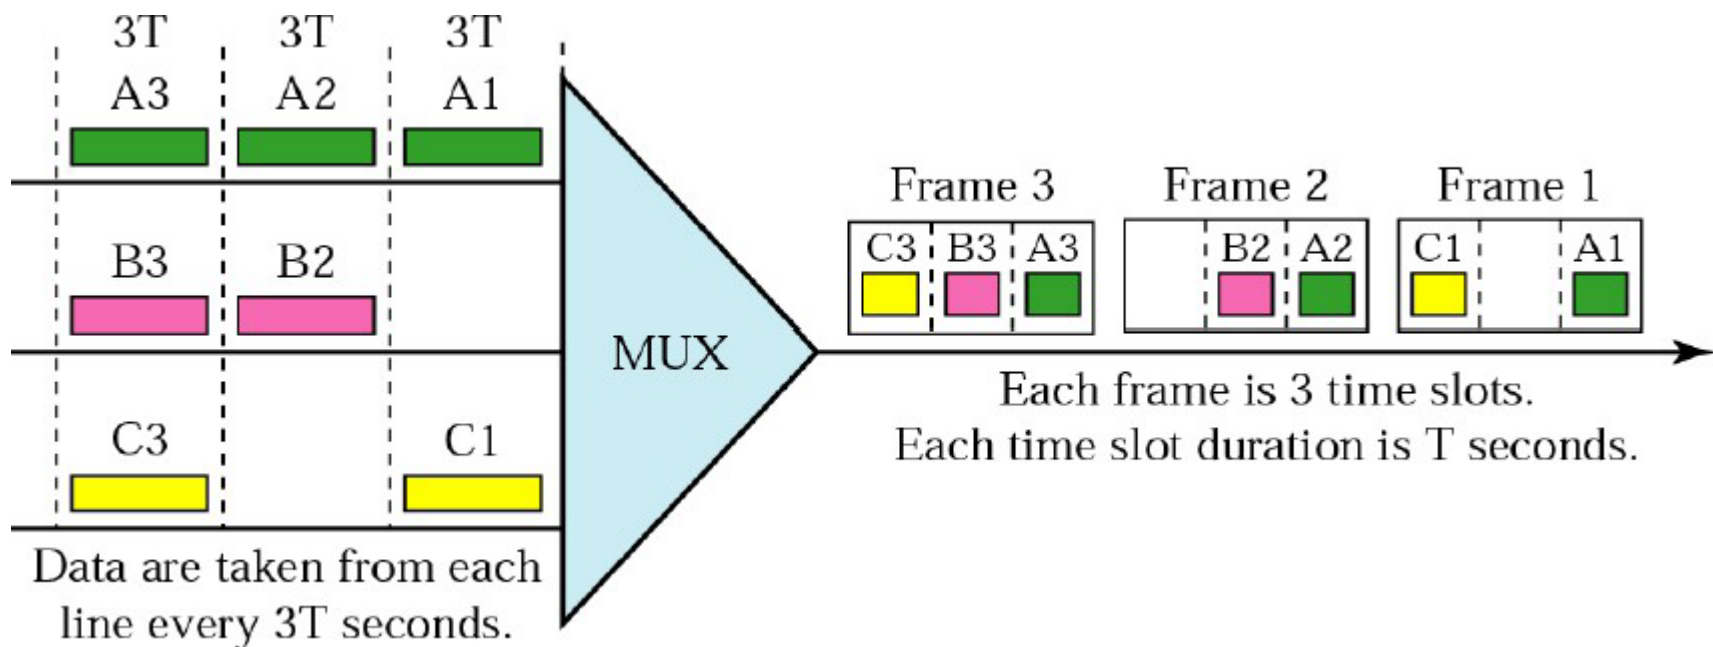 3T 3T 3T
A3 A2 A1
B3 B2
C3 C1
Data are taken from each
line every 3T seconds.
MUX
Frame 3 Frame 2 Frame 1
C3 B3 A3 B2 A2 C1 A1
Each frame is 3 time slots.
Each time slot duration is T seconds.